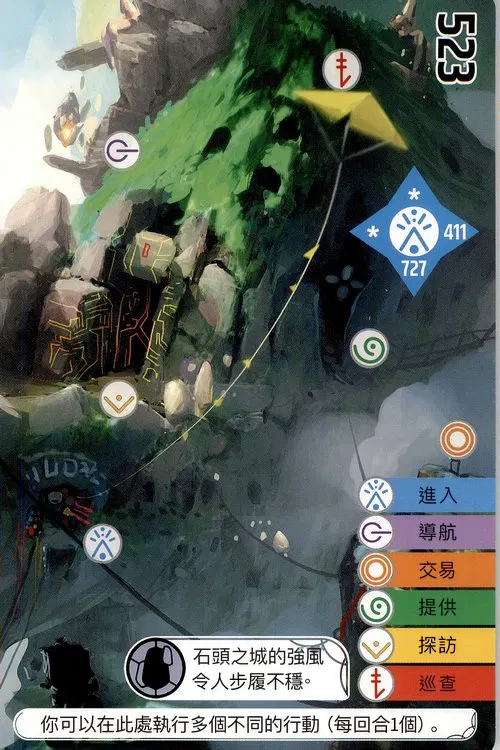 523
*
* 411
727
進入
導航
交易
提供
探訪
巡查
石頭之城的強風
令人步履不穩。
你可以在此處執行多個不同的行動（每回合1個）。